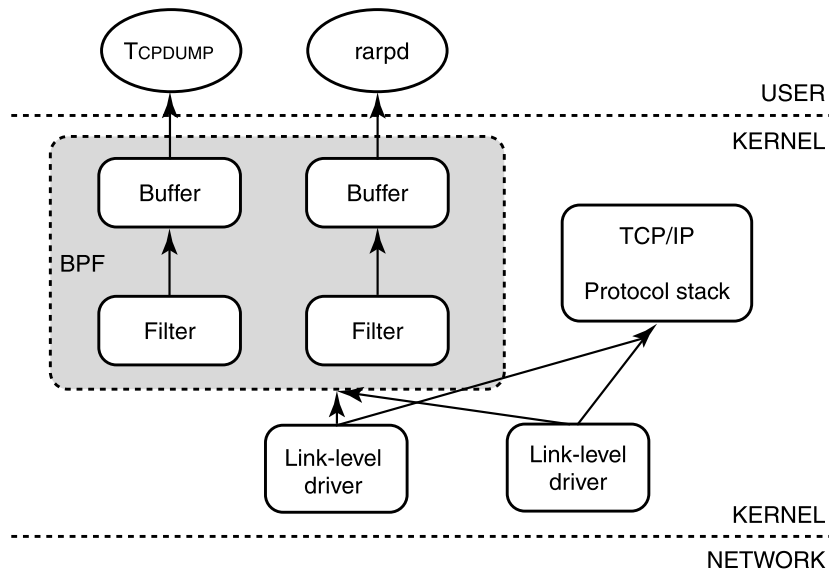 TCPDUMP
rarpd
USER
KERNEL
Buffer
Buffer
TCP/IP
Protocol stack
BPF
Filter
Filter
Link-level
driver
Link-level
driver
KERNEL
NETWORK